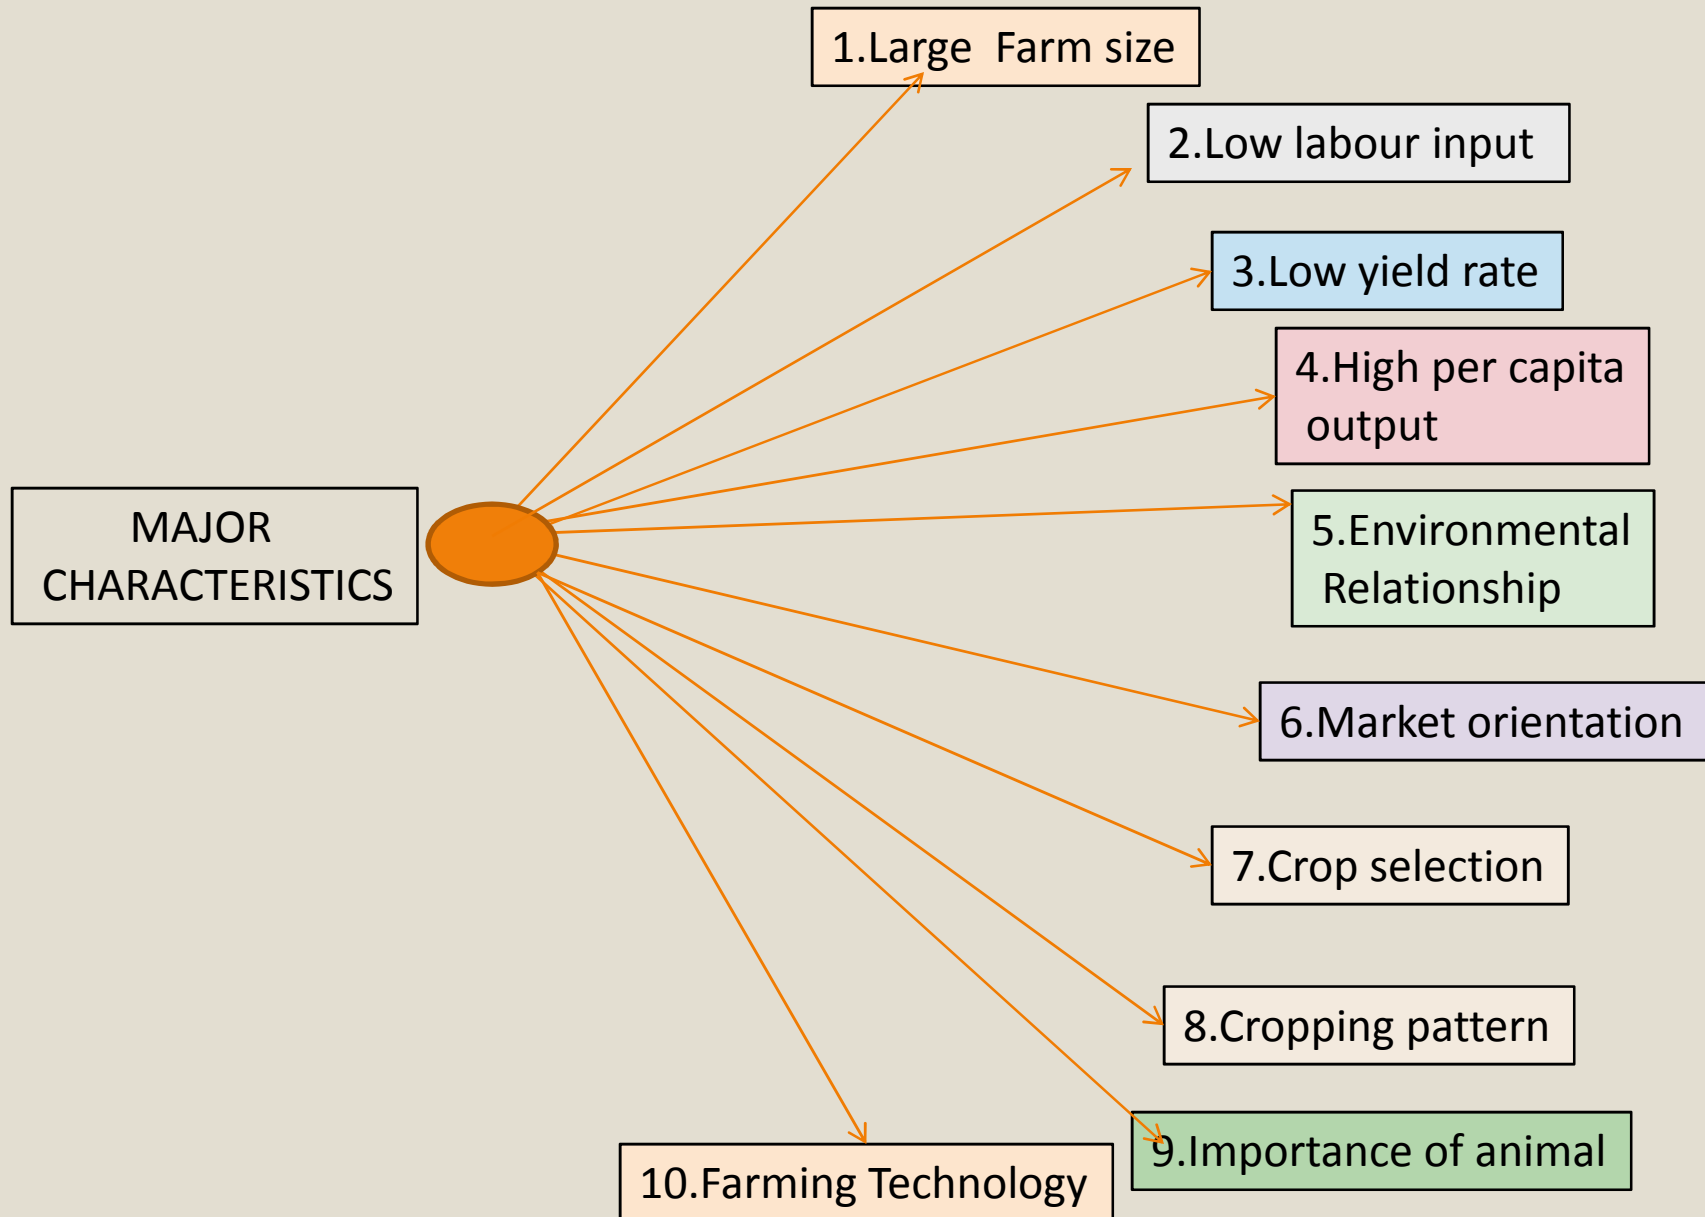 1.Large Farm size
2.Low labour input
3.Low yield rate
4.High per capita
output
MAJOR
CHARACTERISTICS
5.Environmental
Relationship
6.Market orientation
7.Crop selection
8.Cropping pattern
9.Importance of animal
10.Farming Technology